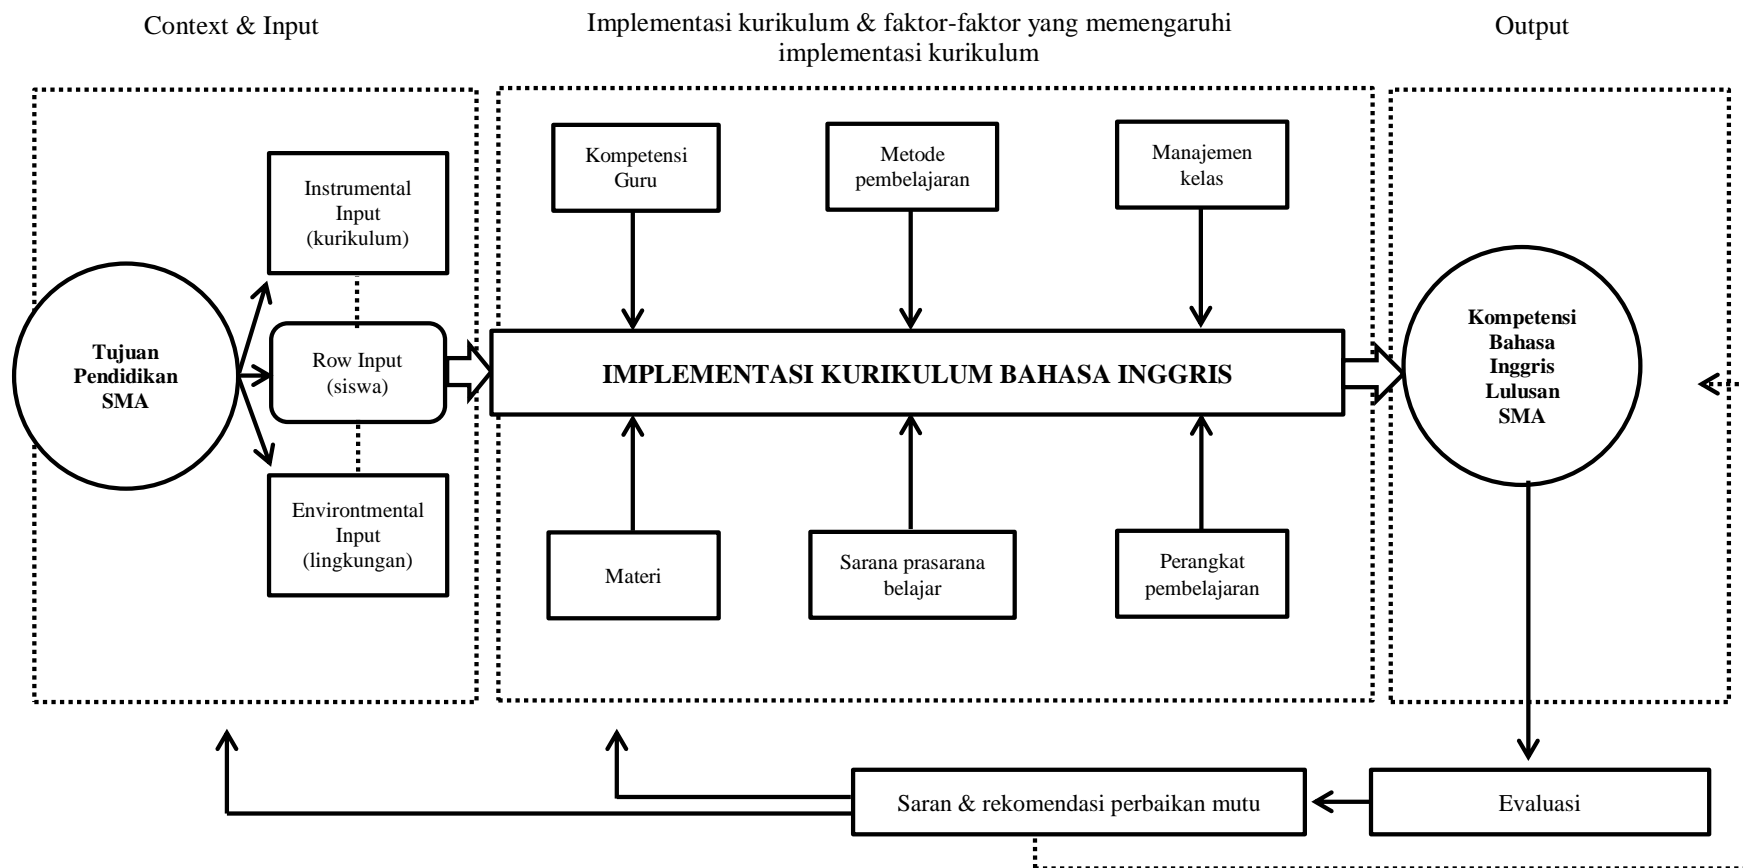 Context & Input
Implementasi kurikulum & faktor-faktor yang memengaruhi
implementasi kurikulum
Output
Tujuan
Pendidikan
SMA
Instrumental
Input
(kurikulum)
Row Input
(siswa)
Environtmental
Input
(lingkungan)
Kompetensi
Guru
Metode
pembelajaran
Manajemen
kelas
IMPLEMENTASI KURIKULUM BAHASA INGGRIS
Materi
Sarana prasarana
belajar
Perangkat
pembelajaran
Kompetensi
Bahasa
Inggris
Lulusan
SMA
Saran & rekomendasi perbaikan mutu
Evaluasi